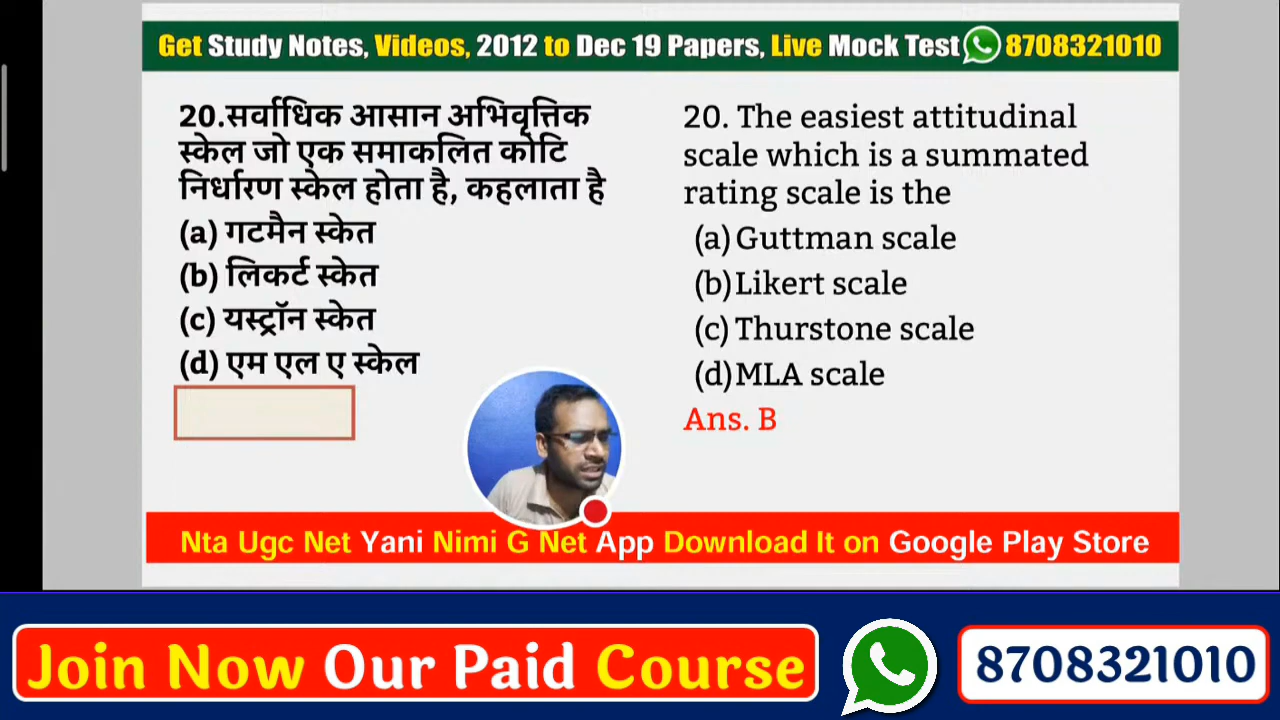 Get Study Notes, Videos, 2012 to Dec 19 Papers, Live Mock Test 8708321010
20.सर्वाधिक आसान अभिवृत्तिक
स्केल जो एक समाकलित कोटि
निर्धारण स्केल होता है, कहलाता है
(a) गटमैन स्केत
(b) लिकर्ट स्केत
(c) यस्ट्रॉन स्केत
(d) एम एल ए स्केल
20. The easiest attitudinal
scale which is a summated
rating scale is the
(a) Guttman scale
(b) Likert scale
(c) Thurstone scale
(d) MLA scale
Ans. B
Nta Ugc Net Yani Nimi G Net App Download It on Google Play Store
Join Now Our Paid Course 8708321010